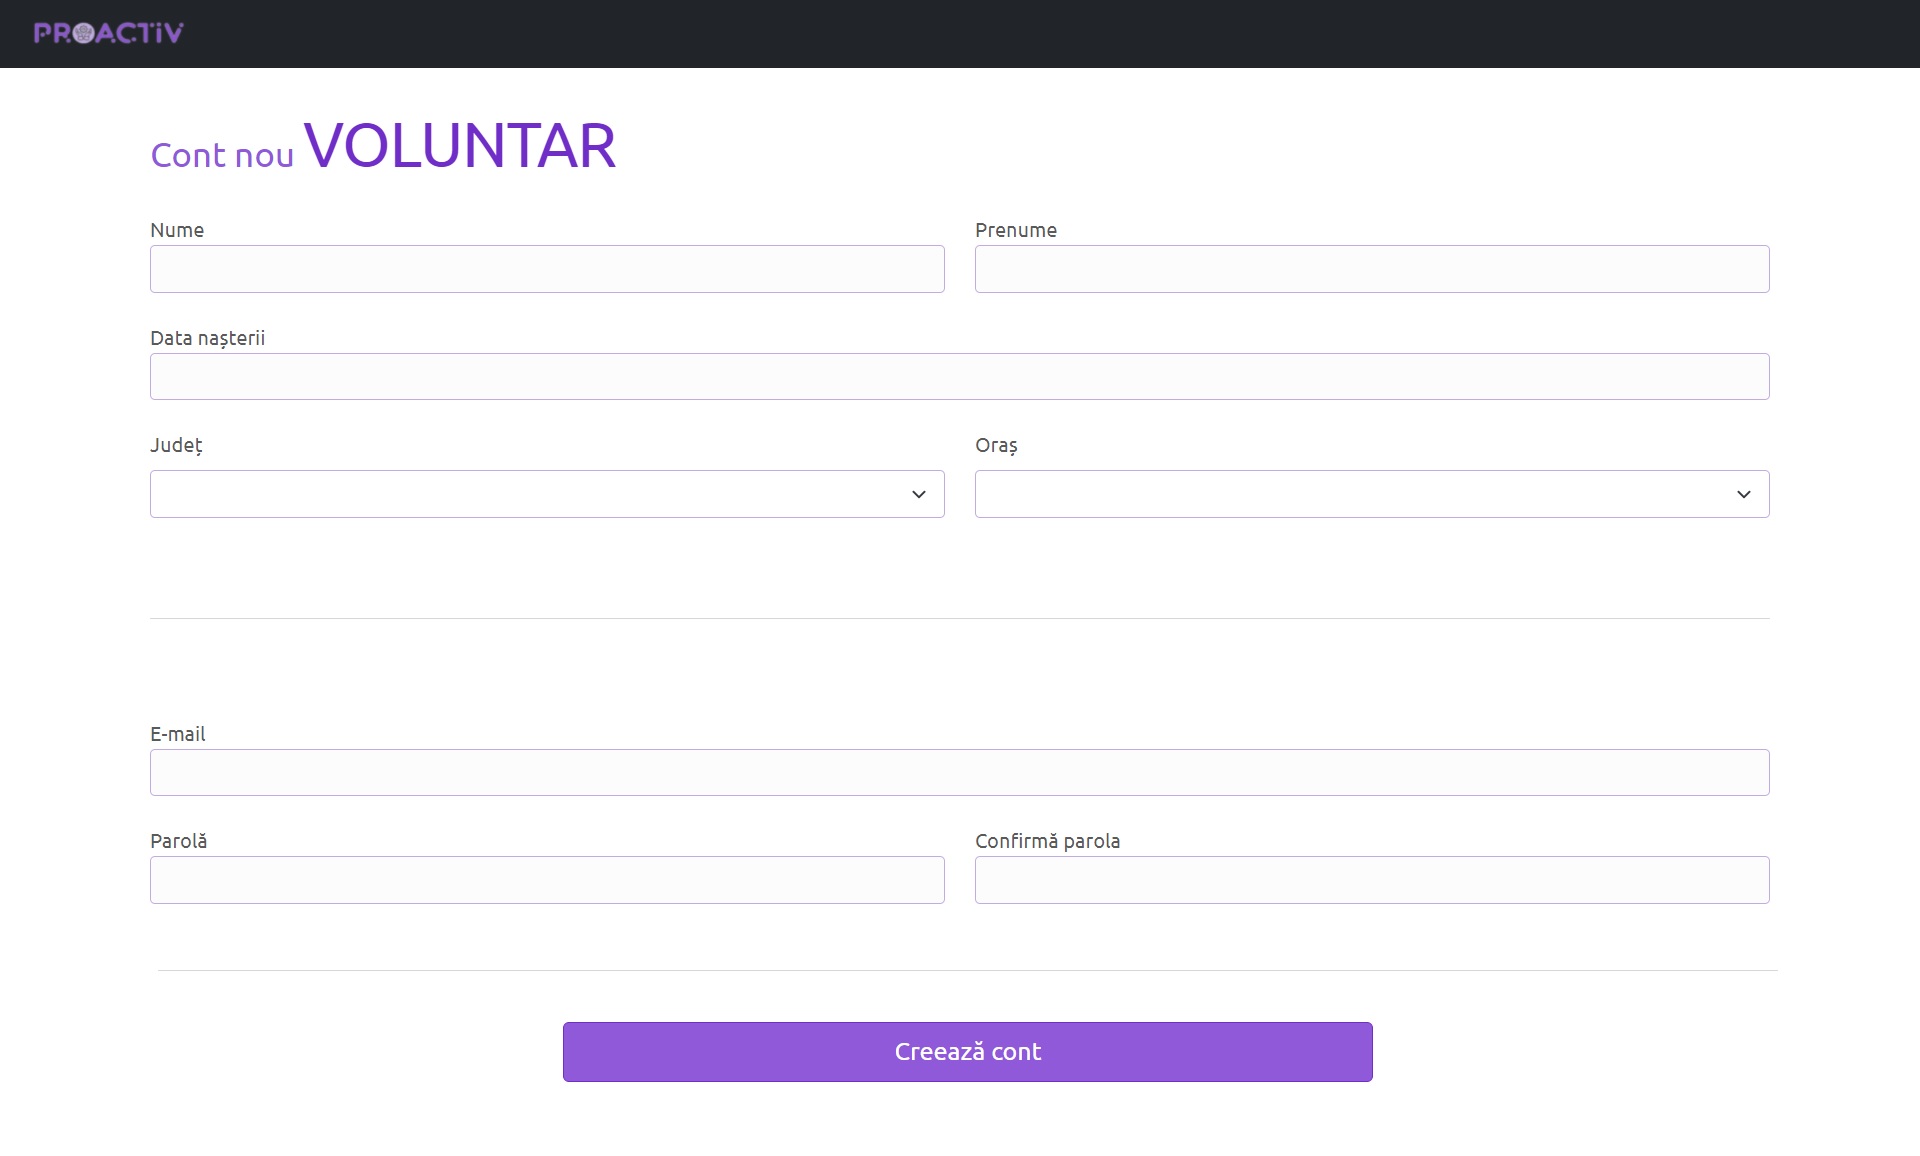 PROACTiV
Cont nou VOLUNTAR
Nume
Prenume
Data nașterii
Județ
Oraș
E-mail
Parolă
Confirmă parola
Creează cont